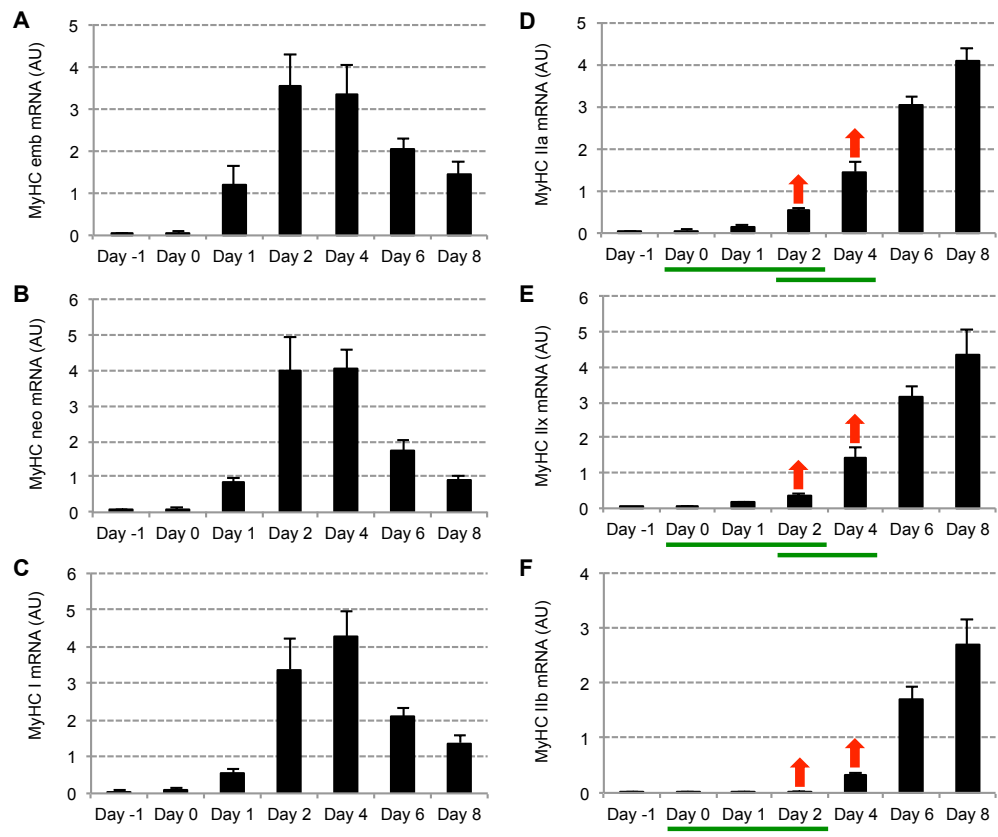 A
MyHC emb mRNA (AU)
5
4
3
2
1
0
Day -1 Day 0 Day 1 Day 2 Day 4 Day 6 Day 8
B
MyHC neo mRNA (AU)
6
5
4
3
2
1
0
Day -1 Day 0 Day 1 Day 2 Day 4 Day 6 Day 8
C
MyHC I mRNA (AU)
6
5
4
3
2
1
0
Day -1 Day 0 Day 1 Day 2 Day 4 Day 6 Day 8
D
MyHC IIa mRNA (AU)
5
4
3
2
1
0
Day -1 Day 0 Day 1 Day 2 Day 4 Day 6 Day 8
E
MyHC IIx mRNA (AU)
6
5
4
3
2
1
0
Day -1 Day 0 Day 1 Day 2 Day 4 Day 6 Day 8
F
MyHC IIb mRNA (AU)
4
3
2
1
0
Day -1 Day 0 Day 1 Day 2 Day 4 Day 6 Day 8